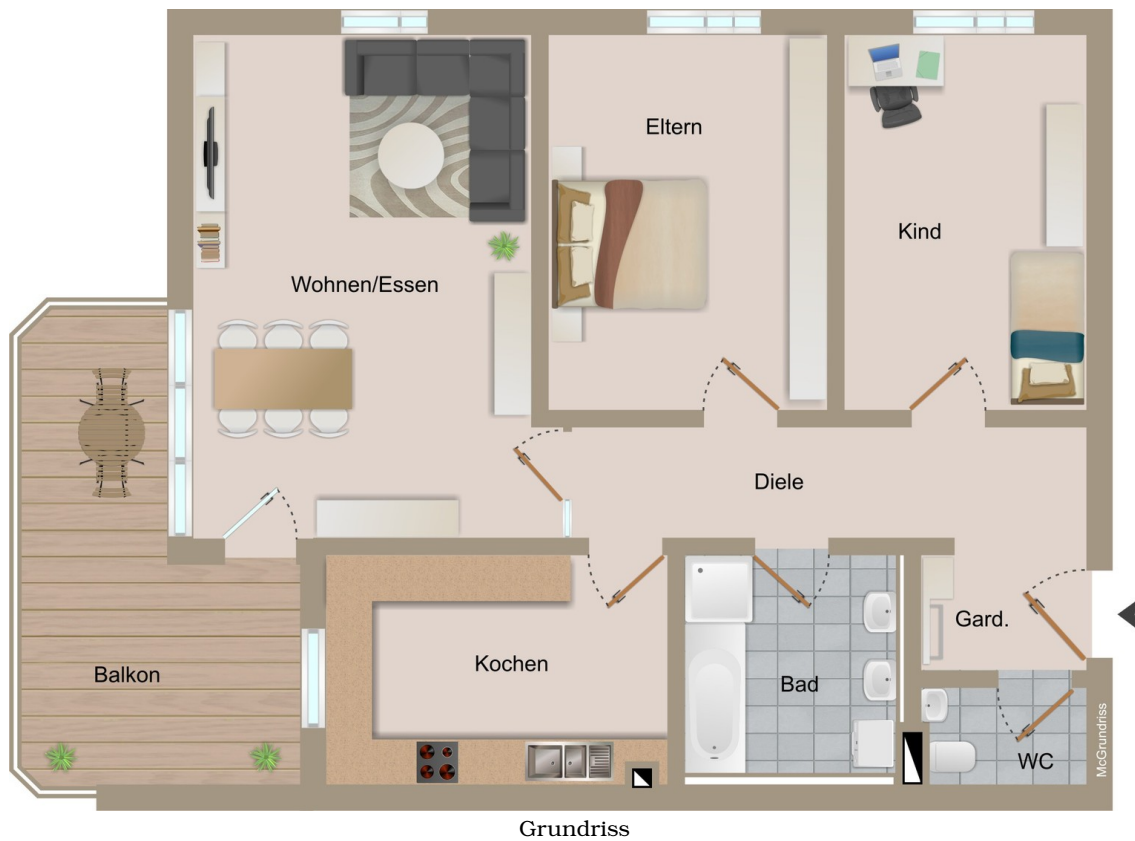 Eltern
Kind
Wohnen/Essen
Diele
Gard.
Kochen
Balkon
Bad
WC
McGrundriss
Grundriss